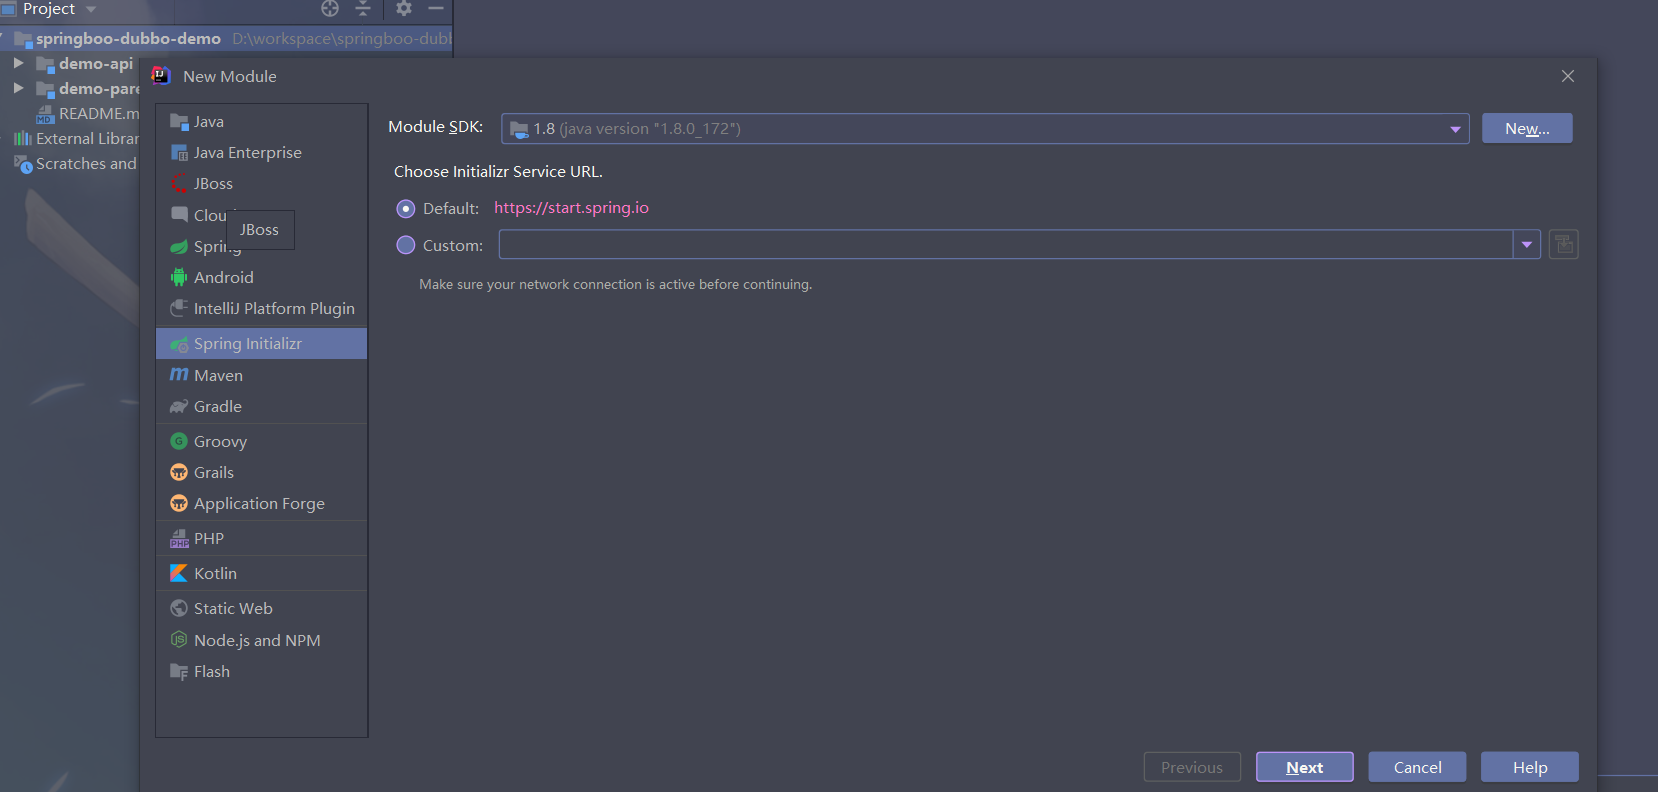 Project
springboo-dubbo-demo D:\workspace\springboo-dubb
demo-api
demo-pare
README.m
External Librar
Scratches and
New Module
Java
Java Enterprise
JBoss
Clou
JBoss
Spring
Android
IntelliJ Platform Plugin
Spring Initializr
Maven
Gradle
Groovy
Grails
Application Forge
PHP
Kotlin
Static Web
Node.js and NPM
Flash
Module SDK: 1.8 (java version "1.8.0_172") New...
Choose Initializr Service URL.
Default: https://start.spring.io
Custom:
Make sure your network connection is active before continuing.
Previous Next Cancel Help